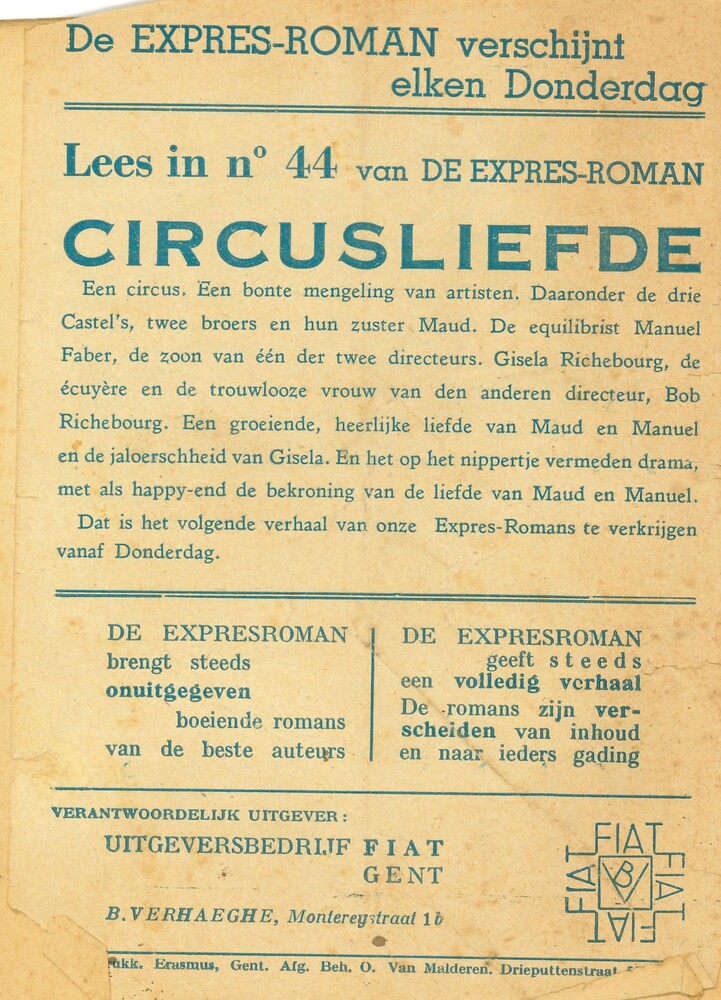 De EXPRES-ROMAN verschijnt
elken Donderdag
Lees in nº 44 van DE EXPRES-ROMAN
CIRCUSLIEFDE
Een circus. Een bonte mengeling van artisten. Daaronder de drie
Castel's, twee broers en hun zuster Maud. De equilibrist Manuel
Faber, de zoon van één der twee directeurs. Gisela Richebourg, de
écuyère en de trouwlooze vrouw van den anderen directeur, Bob
Richebourg. Een groeiende, heerlijke liefde van Maud en Manuel
en de jaloerschheid van Gisela. En het op het nippertje vermeden drama,
met als happy-end de bekroning van de liefde van Maud en Manuel.
Dat is het volgende verhaal van onze Expres-Romans te verkrijgen
vanaf Donderdag.
DE EXPRESROMAN
brengt steeds
onuitgegeven
boeiende romans
van de beste auteurs
DE EXPRESROMAN
geeft steeds
een volledig verhaal
De romans zijn ver-
scheiden van inhoud
en naar ieders gading
VERANTWOORDELIJK UITGEVER:
UITGEVERSBEDRIJF FIAT
GENT
B. VERHAEGHE, Montereystraat 1b
FIAT
FIAT
FIAT
FIAT
BV
ukk. Erasmus, Gent. Afg. Beh. O. Van Malderen. Drieputtenstraat